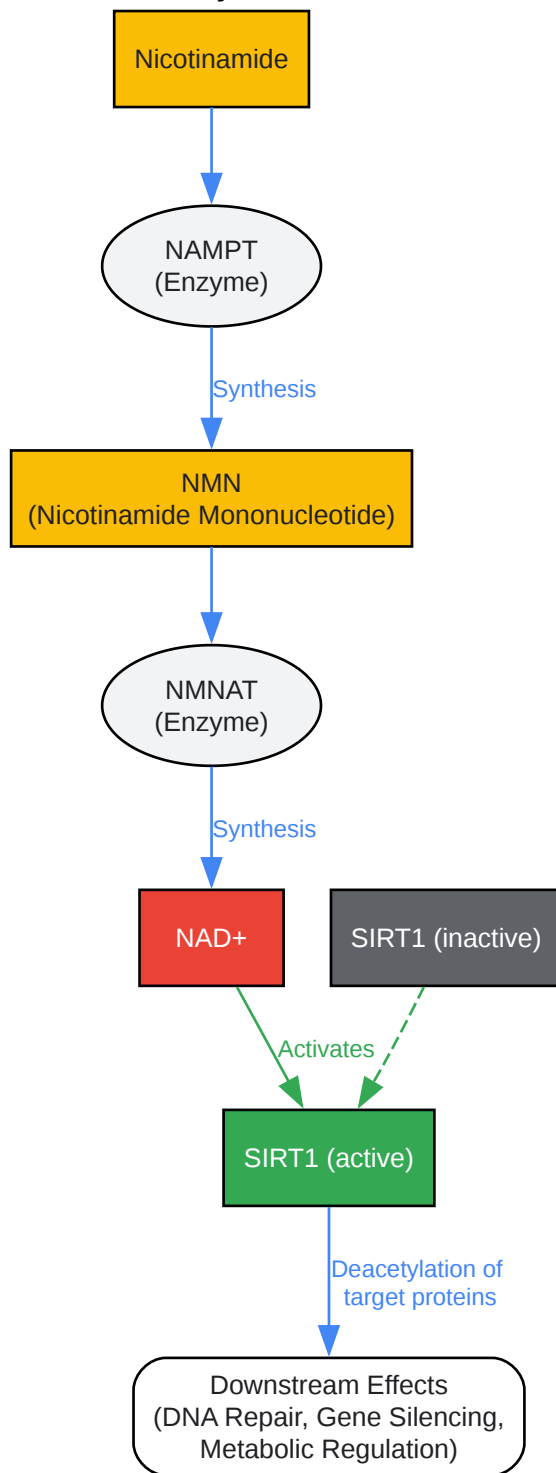 Nicotinamide
NAMPT
(Enzyme)
Synthesis
NMN
(Nicotinamide Mononucleotide)
NMNAT
(Enzyme)
Synthesis
NAD+
SIRT1 (inactive)
Activates
SIRT1 (active)
Deacetylation of
target proteins
Downstream Effects
(DNA Repair, Gene Silencing,
Metabolic Regulation)